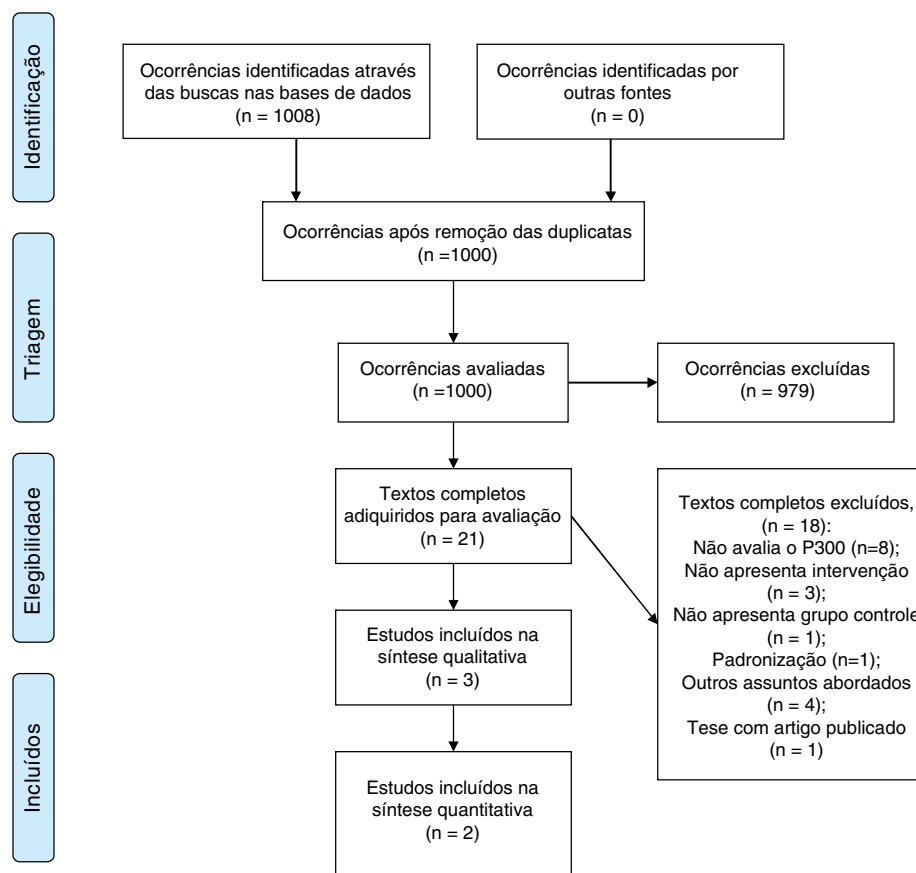 Identificação
Ocorrências identificadas através
das buscas nas bases de dados
(n = 1008)
Ocorrências identificadas por
outras fontes
(n = 0)
Ocorrências após remoção das duplicatas
(n =1000)
Triagem
Ocorrências avaliadas
(n =1000)
Ocorrências excluídas
(n = 979)
Elegibilidade
Textos completos
adiquiridos para avaliação
(n = 21)
Textos completos excluídos,
(n = 18):
Não avalia o P300 (n=8);
Não apresenta intervenção
(n = 3);
Não apresenta grupo controle
(n = 1);
Padronização (n=1);
Outros assuntos abordados
(n = 4);
Tese com artigo publicado
(n = 1)
Estudos incluídos na
síntese qualitativa
(n = 3)
Incluídos
Estudos incluídos na
síntese quantitativa
(n = 2)